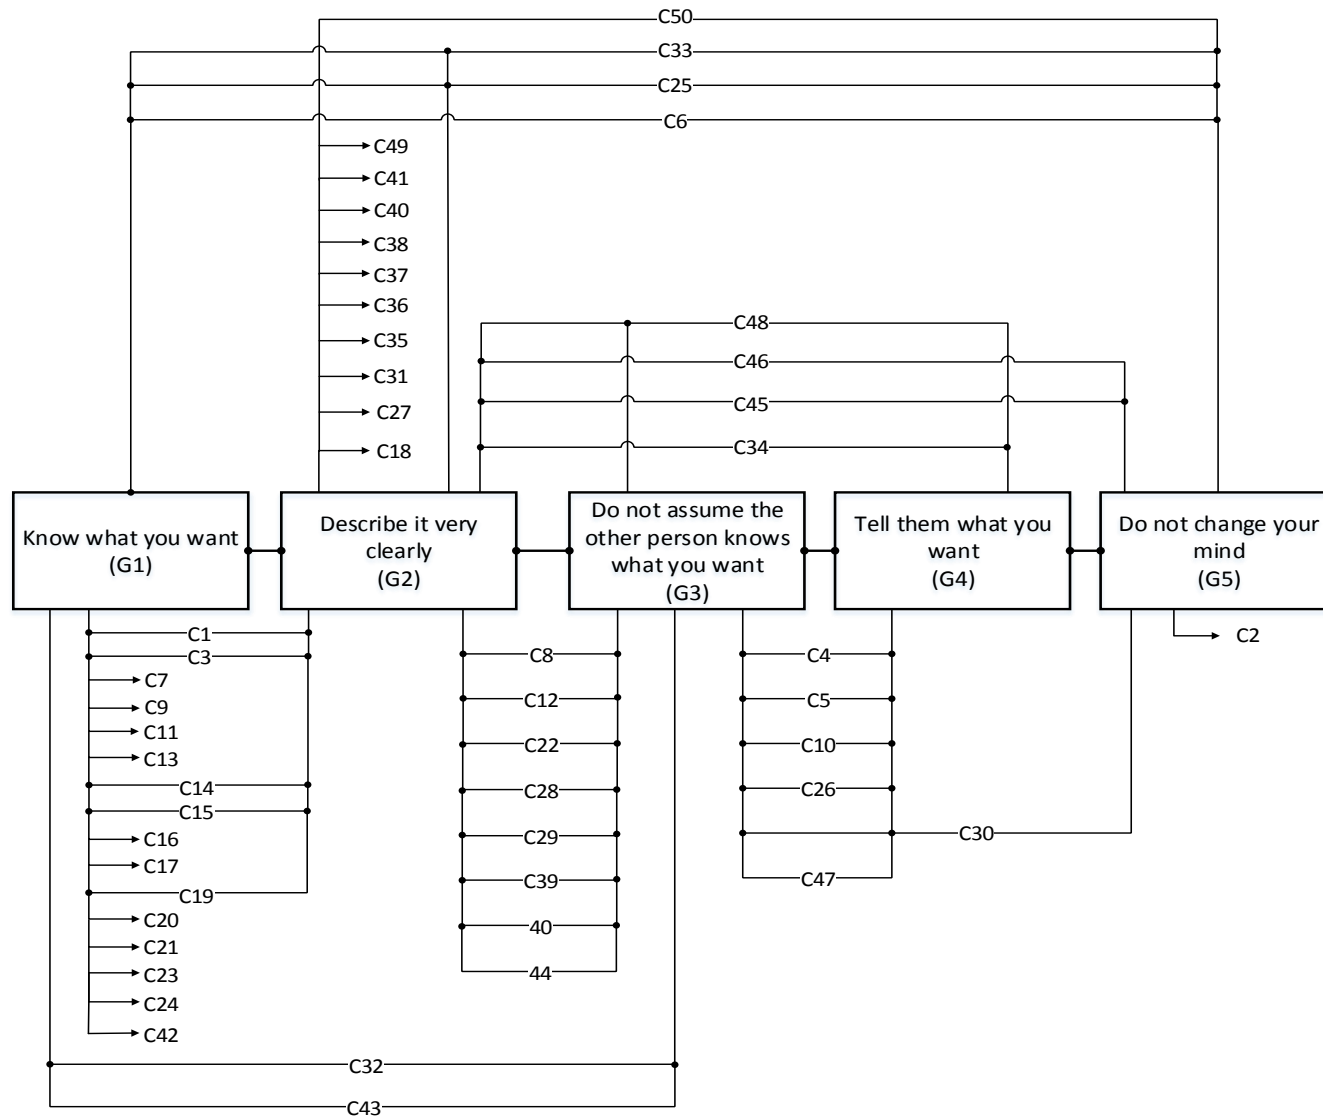 C50
C33
C25
C6
C49
C41
C40
C38
C37
C36
C35
C31
C27
C18
C48
C46
C45
C34
Know what you want
(G1)
Describe it very
clearly
(G2)
Do not assume the
other person knows
what you want
(G3)
Tell them what you
want
(G4)
Do not change your
mind
(G5)
C1
C3
C7
C9
C11
C13
C14
C15
C16
C17
C19
C20
C21
C23
C24
C42
C8
C12
C22
C28
C29
C39
40
44
C4
C5
C10
C26
C30
C47
C2
C32
C43